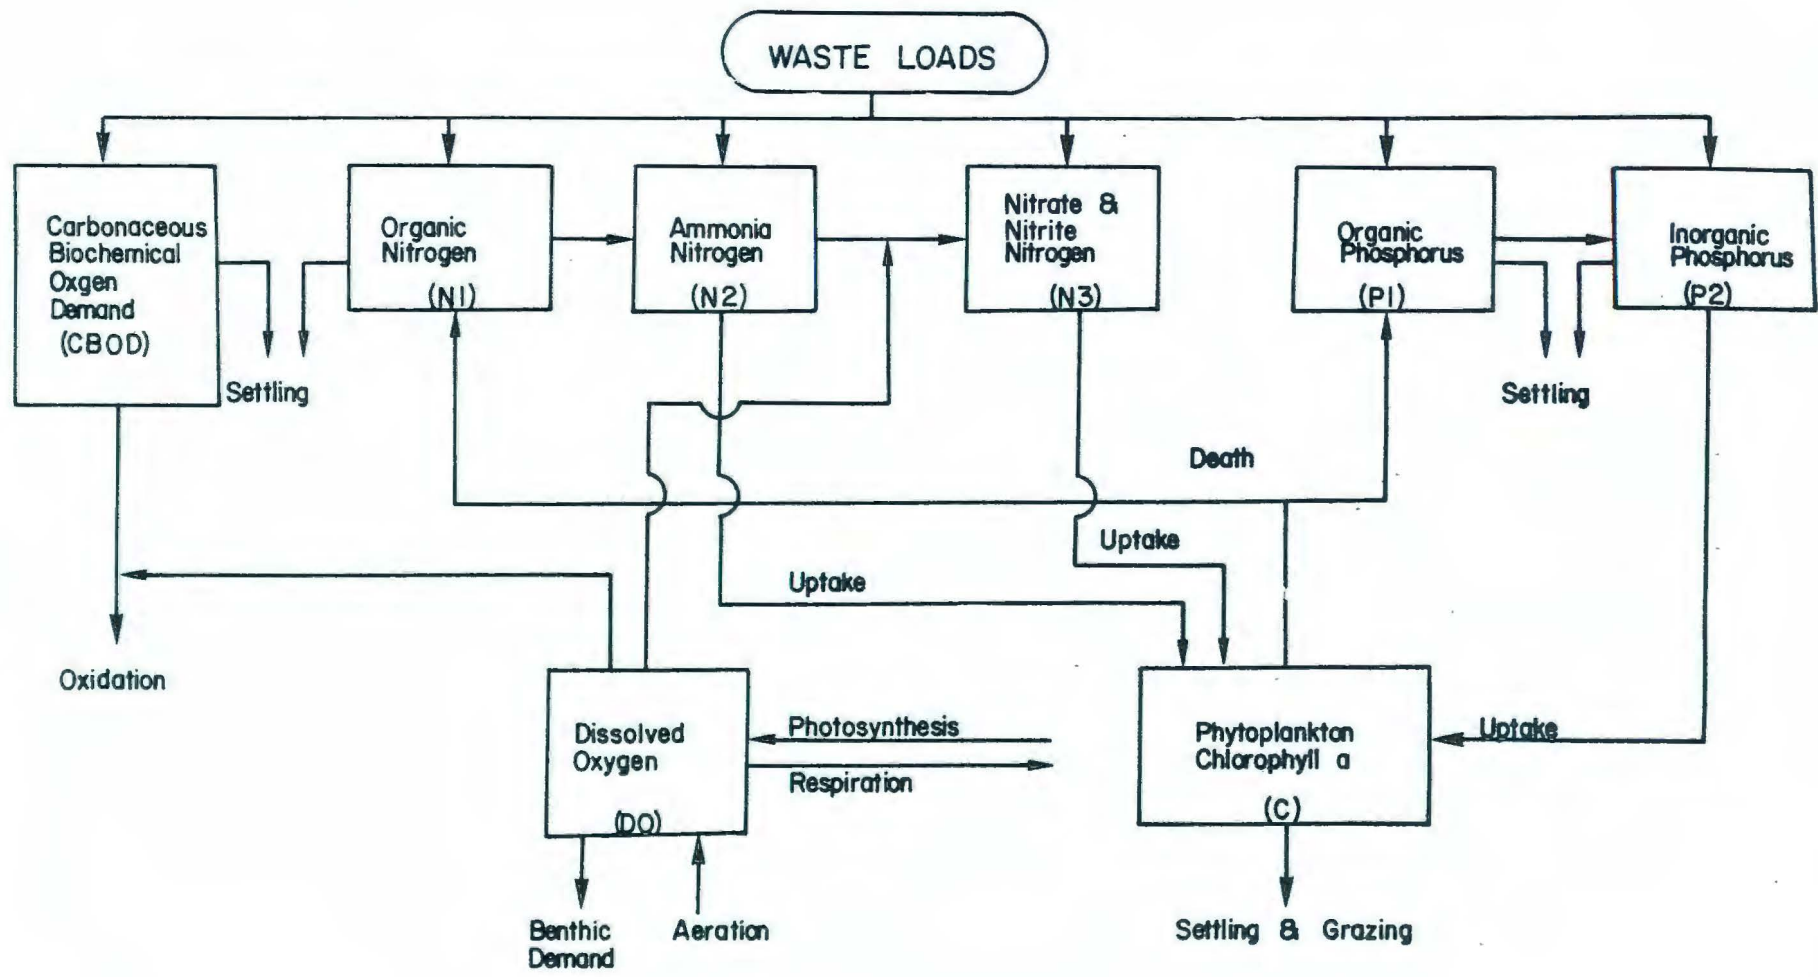 WASTE LOADS
Carbonaceous
Biochemical
Oxgen
Demand
(CBOD)
Organic
Nitrogen
(N1)
Ammonia
Nitrogen
(N2)
Nitrate &
Nitrite
Nitrogen
(N3)
Organic
Phosphorus
(P1)
Inorganic
Phosphorus
(P2)
Settling
Settling
Death
Uptake
Uptake
Oxidation
Dissolved
Oxygen
(DO)
Photosynthesis
Respiration
Phytoplankton
Chlorophyll a
(C)
Uptake
Benthic
Demand
Aeration
Settling & Grazing